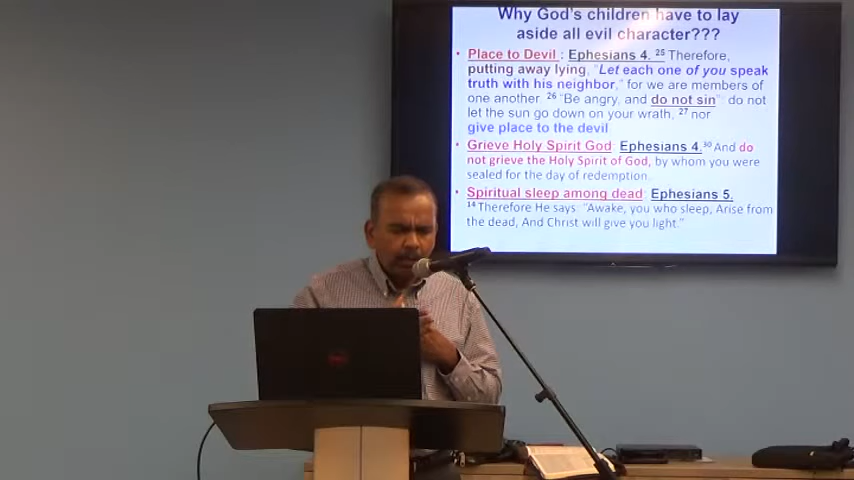 Why God's children have to lay
aside all evil character???
• Place to Devil : Ephesians 4. 25 Therefore,
putting away lying, "Let each one of you speak
truth with his neighbor," for we are members of
one another. 26 "Be angry, and do not sin": do not
let the sun go down on your wrath, 27 nor
give place to the devil
• Grieve Holy Spirit God: Ephesians 4.30 And do
not grieve the Holy Spirit of God, by whom you were
sealed for the day of redemption.
• Spiritual sleep among dead: Ephesians 5.
14 Therefore He says: "Awake, you who sleep, Arise from
the dead, And Christ will give you light."